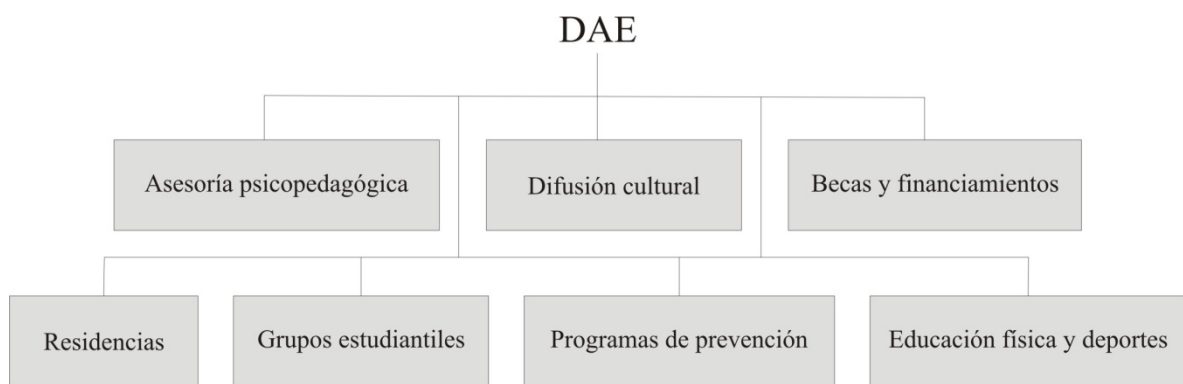 DAE
Asesoría psicopedagógica
Difusión cultural
Becas y financiamientos
Residencias
Grupos estudiantiles
Programas de prevención
Educación física y deportes